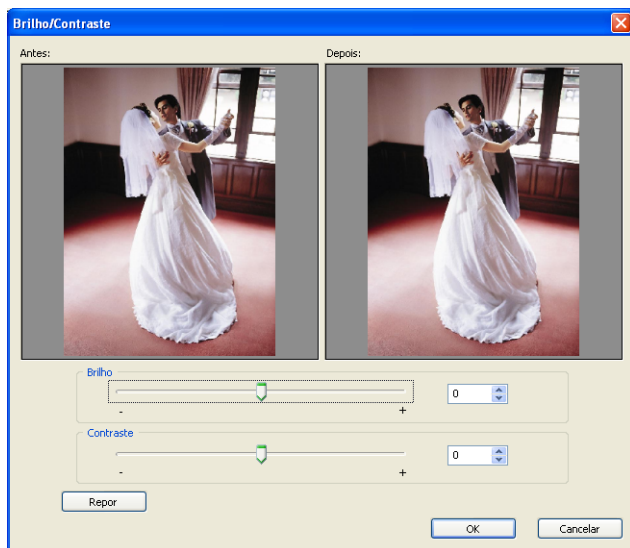 Brilho/Contraste
Antes:
Depois:
Brilho
0
-
+
Contraste
0
-
+
Repor
OK
Cancelar